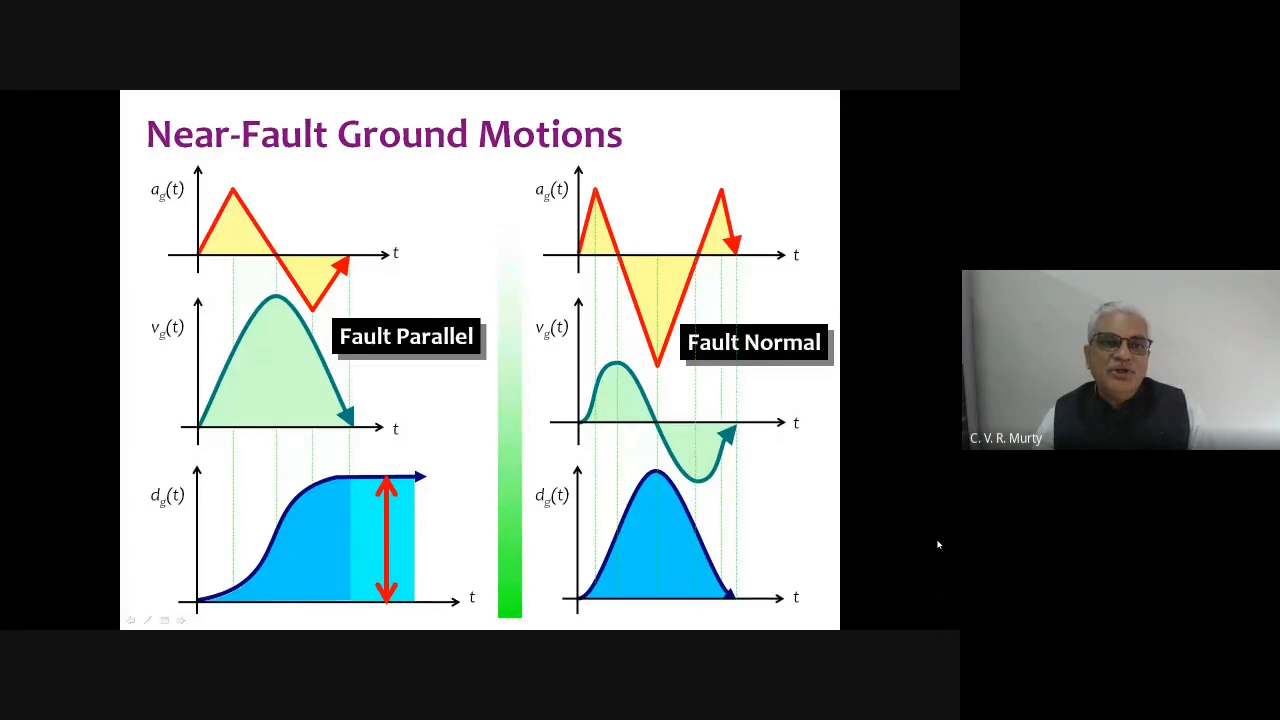 Near-Fault Ground Motions
ag(t)
t
vg(t)
Fault Parallel
t
dg(t)
t
ag(t)
t
vg(t)
Fault Normal
t
dg(t)
t
C. V. R. Murty